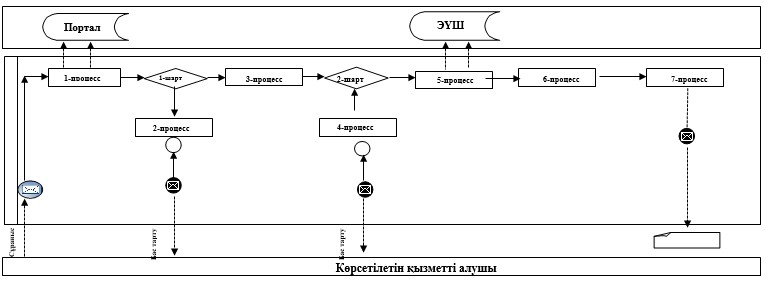 Портал
ЭҮШ
1-процесс
1-шарт
3-процесс
2-шарт
5-процесс
6-процесс
7-процесс
2-процесс
4-процесс
Сұраныс
Бас тарту
Бас тарту
Көрсетілетін қызметті алушы